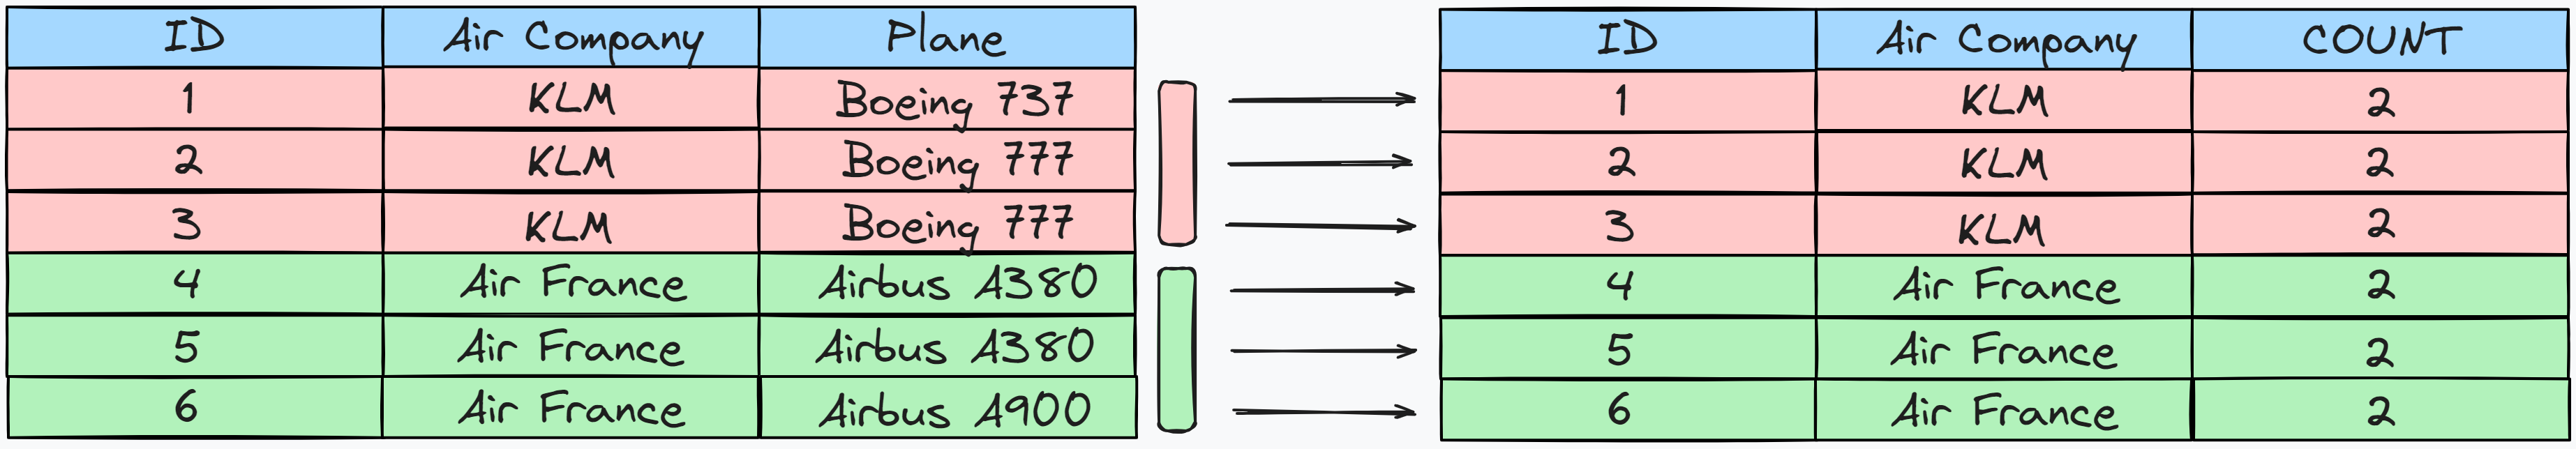 ID Air Company Plane
1 KLM Boeing 737
2 KLM Boeing 777
3 KLM Boeing 777
4 Air France Airbus A380
5 Air France Airbus A380
6 Air France Airbus A900
ID Air Company COUNT
1 KLM 2
2 KLM 2
3 KLM 2
4 Air France 2
5 Air France 2
6 Air France 2